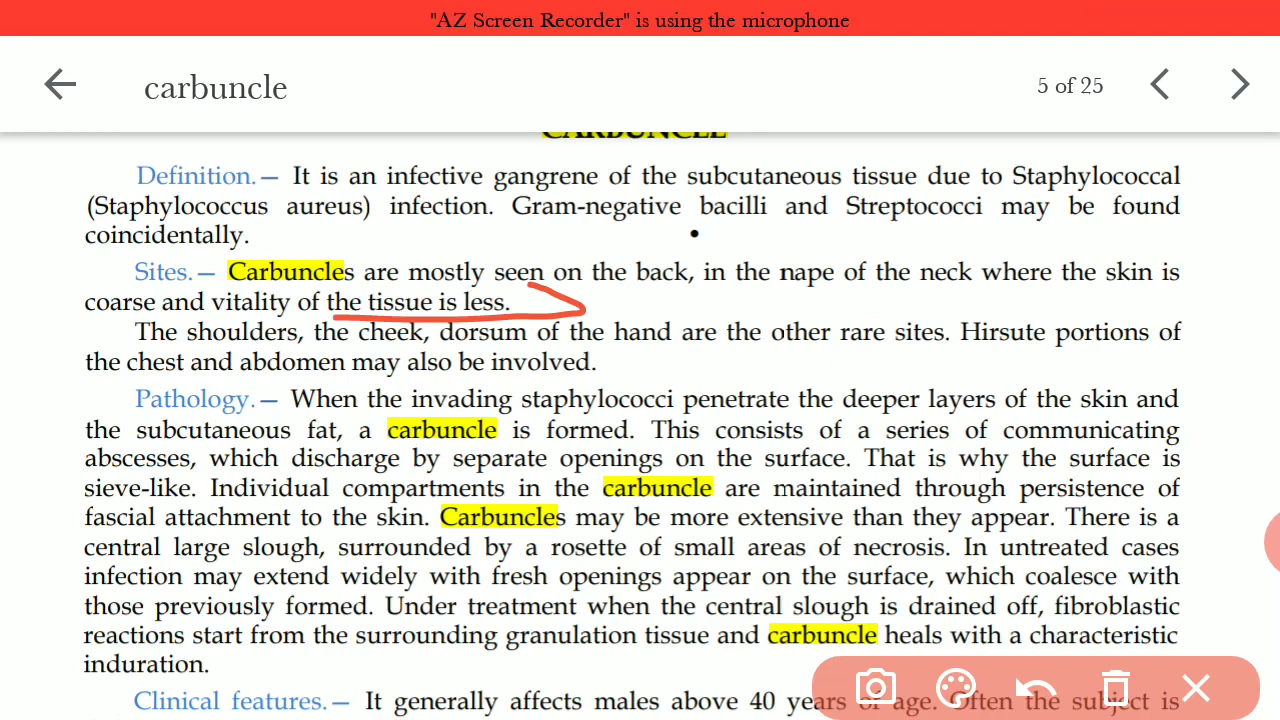 "AZ Screen Recorder" is using the microphone
carbuncle
5 of 25
CARBUNCLE
Definition.— It is an infective gangrene of the subcutaneous tissue due to Staphylococcal
(Staphylococcus aureus) infection. Gram-negative bacilli and Streptococci may be found
coincidentally.
Sites.— Carbuncles are mostly seen on the back, in the nape of the neck where the skin is
coarse and vitality of the tissue is less.
The shoulders, the cheek, dorsum of the hand are the other rare sites. Hirsute portions of
the chest and abdomen may also be involved.
Pathology.— When the invading staphylococci penetrate the deeper layers of the skin and
the subcutaneous fat, a carbuncle is formed. This consists of a series of communicating
abscesses, which discharge by separate openings on the surface. That is why the surface is
sieve-like. Individual compartments in the carbuncle are maintained through persistence of
fascial attachment to the skin. Carbuncles may be more extensive than they appear. There is a
central large slough, surrounded by a rosette of small areas of necrosis. In untreated cases
infection may extend widely with fresh openings appear on the surface, which coalesce with
those previously formed. Under treatment when the central slough is drained off, fibroblastic
reactions start from the surrounding granulation tissue and carbuncle heals with a characteristic
induration.
Clinical features.— It generally affects males above 40 years of age. Often the subject is